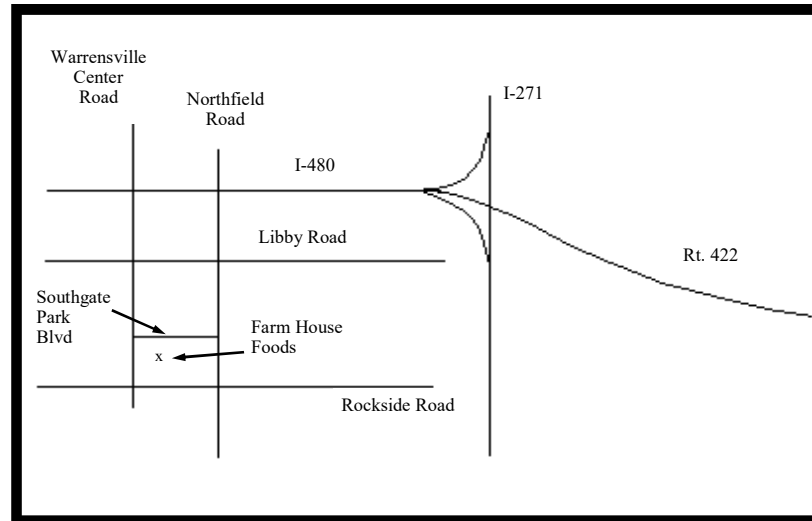 Warrensville
Center
Road
Northfield
Road
I-271
I-480
Libby Road
Rt. 422
Southgate
Park
Blvd
Farm House
Foods
x
Rockside Road